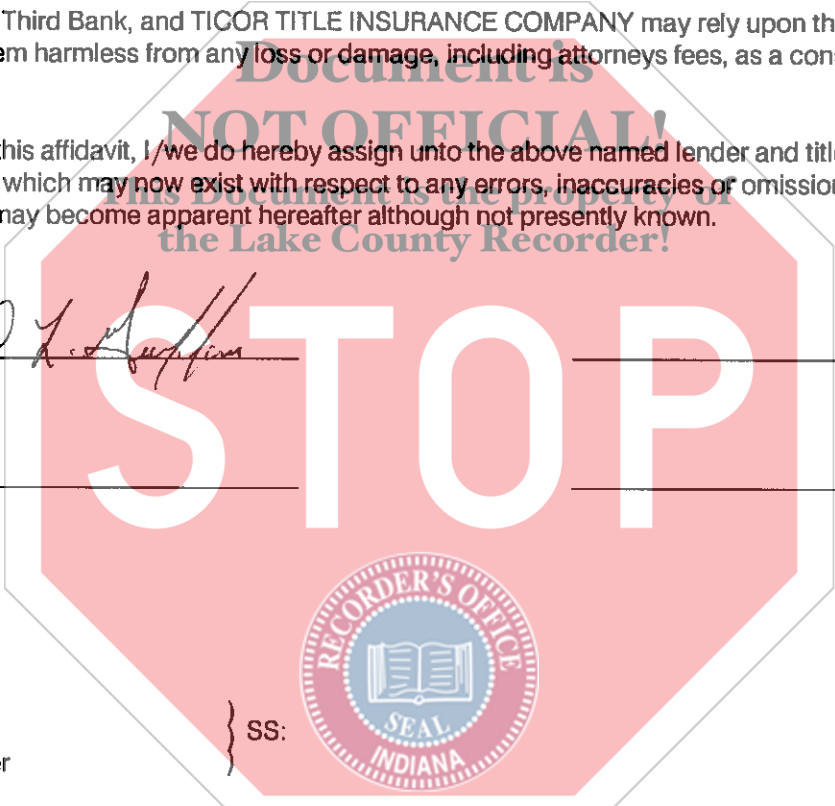 Third Bank, and TICOR TITLE INSURANCE COMPANY may rely upon th
em harmless from any loss or damage, including attorneys fees, as a con
Document is
NOT OFFICIAL!
this affidavit, I/we do hereby assign unto the above named lender and title
which may now exist with respect to any errors, inaccuracies or omission
This Document is the property of
may become apparent hereafter although not presently known.
the Lake County Recorder!
L.
STOP
RECORDER'S OFFICE
SEAL
INDIANA
} SS:
er